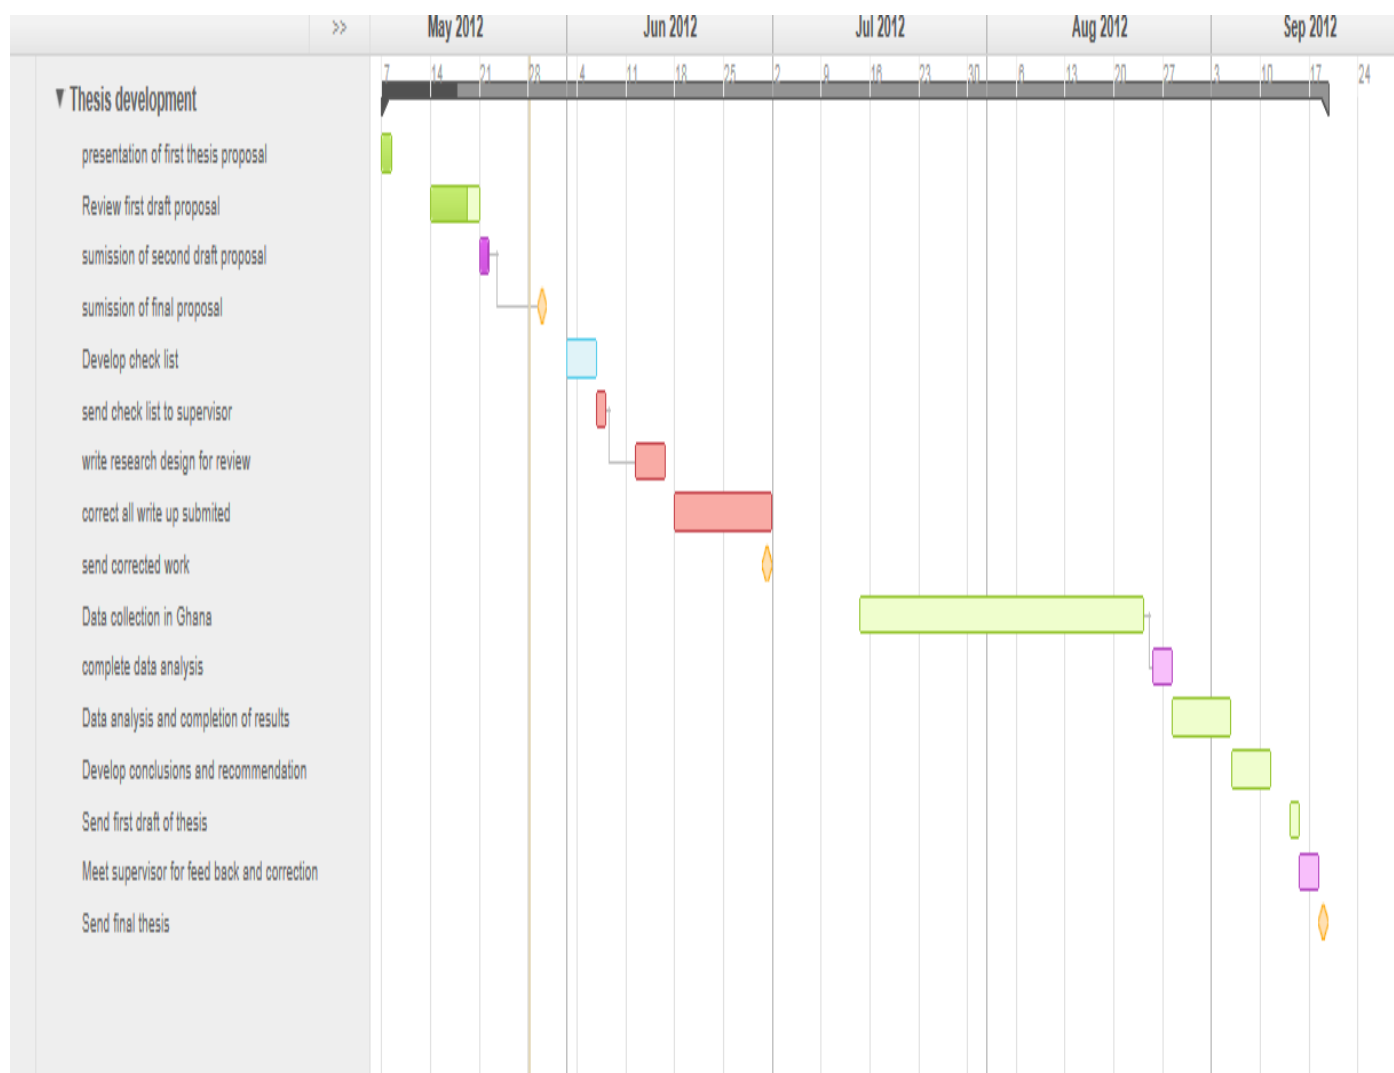 >> May 2012 Jun 2012 Jul 2012 Aug 2012 Sep 2012
7 14 21 28 4 11 18 25 2 9 16 23 30 6 13 20 27 3 10 17 24
▼ Thesis development
presentation of first thesis proposal
Review first draft proposal
sumission of second draft proposal
sumission of final proposal
Develop check list
send check list to supervisor
write research design for review
correct all write up submited
send corrected work
Data collection in Ghana
complete data analysis
Data analysis and completion of results
Develop conclusions and recommendation
Send first draft of thesis
Meet supervisor for feed back and correction
Send final thesis